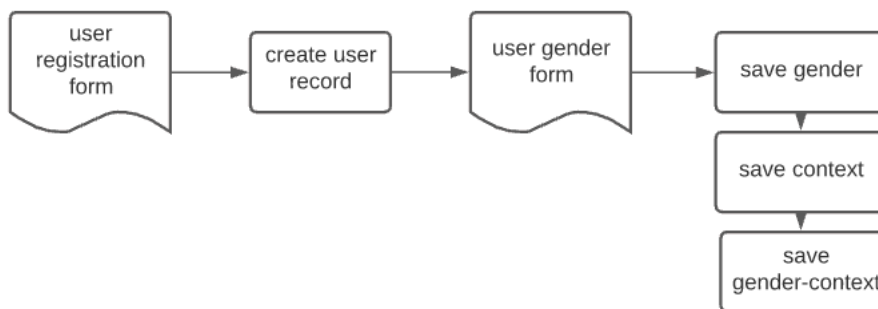 user
registration
form
create user
record
user gender
form
save gender
save context
save
gender-context